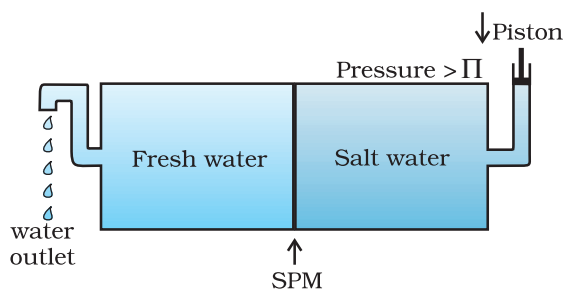 Piston
Pressure > Π
Fresh water
Salt water
water
outlet
SPM